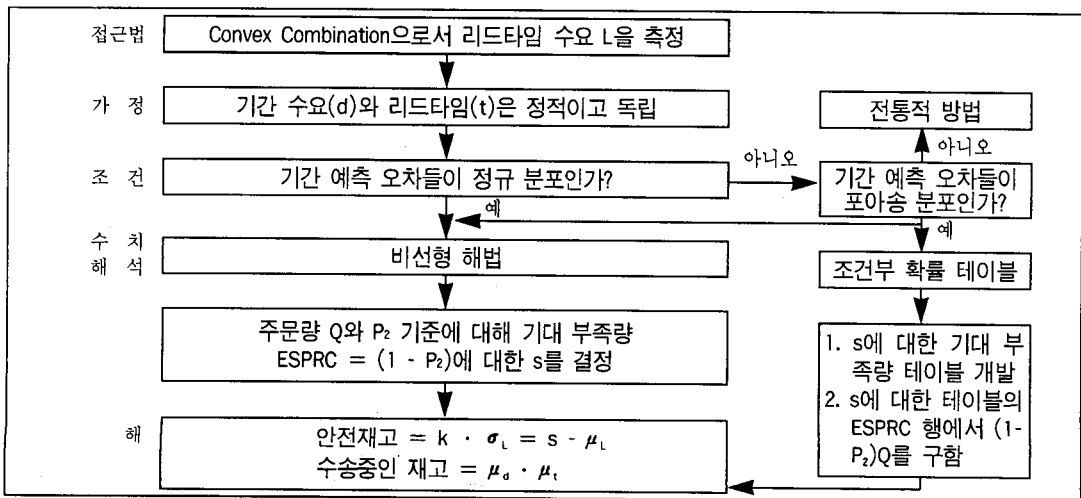 접근법
Convex Combination으로서 리드타임 수요 L을 측정
가 정
기간 수요(d)와 리드타임(t)은 정적이고 독립
전통적 방법
아니오
아니오
조 건
기간 예측 오차들이 정규 분포인가?
기간 예측 오차들이
포아송 분포인가?
예
예
수 치
해 석
비선형 해법
조건부 확률 테이블
주문량 Q와 P₂ 기준에 대해 기대 부족량
ESPRC = (1 - P₂)에 대한 s를 결정
1. s에 대한 기대 부
족량 테이블 개발
2. s에 대한 테이블의
ESPRC 행에서 (1-
P₂)Q를 구함
해
안전재고 = k · σ_L = s - μ_L
수송중인 재고 = μ_d · μ_t